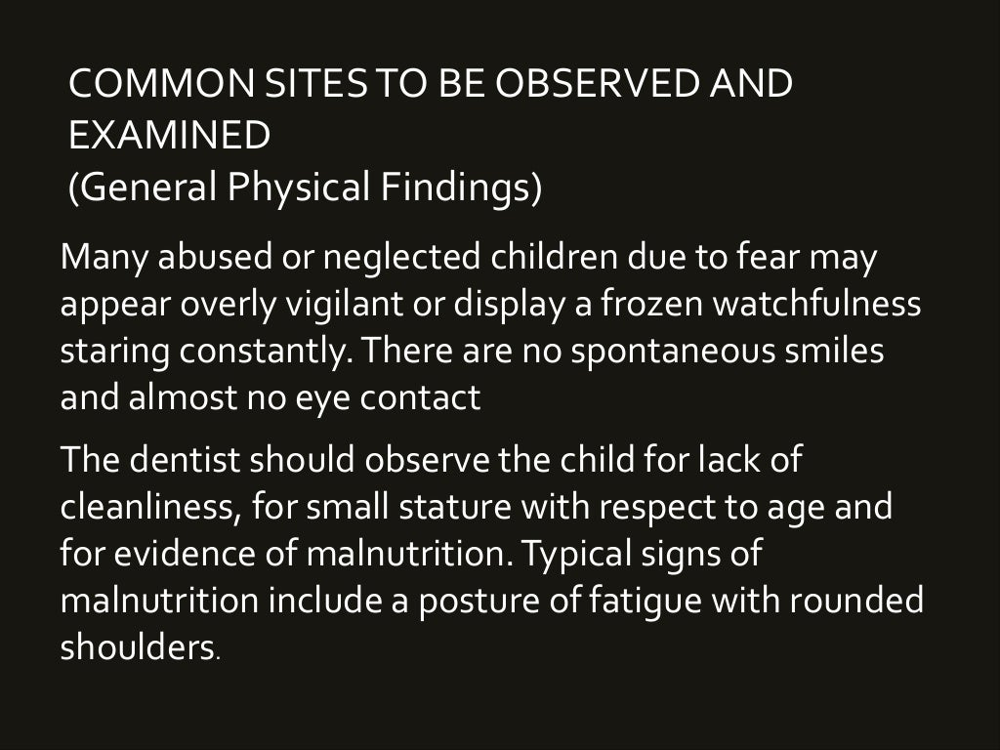 COMMON SITES TO BE OBSERVED AND
EXAMINED
(General Physical Findings)
Many abused or neglected children due to fear may
appear overly vigilant or display a frozen watchfulness
staring constantly. There are no spontaneous smiles
and almost no eye contact
The dentist should observe the child for lack of
cleanliness, for small stature with respect to age and
for evidence of malnutrition. Typical signs of
malnutrition include a posture of fatigue with rounded
shoulders.